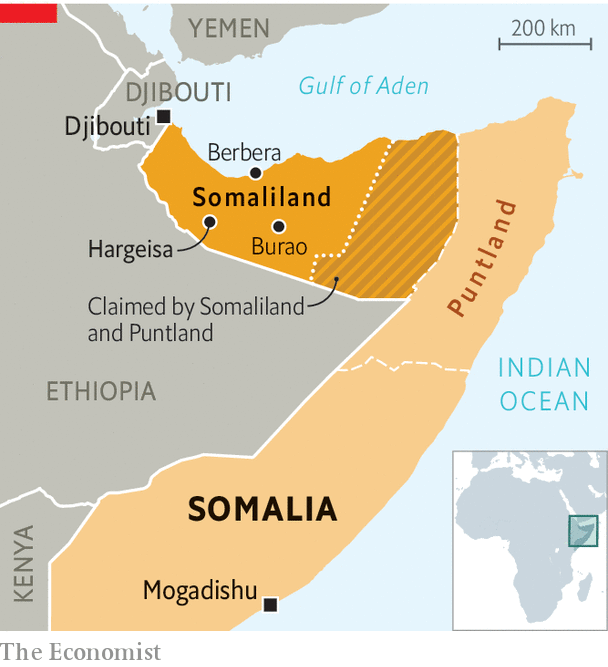 YEMEN
200 km
DJIBOUTI
Gulf of Aden
Djibouti
Berbera
Somaliland
Hargeisa
Burao
Puntland
Claimed by Somaliland
and Puntland
INDIAN
OCEAN
ETHIOPIA
SOMALIA
KENYA
Mogadishu
The Economist